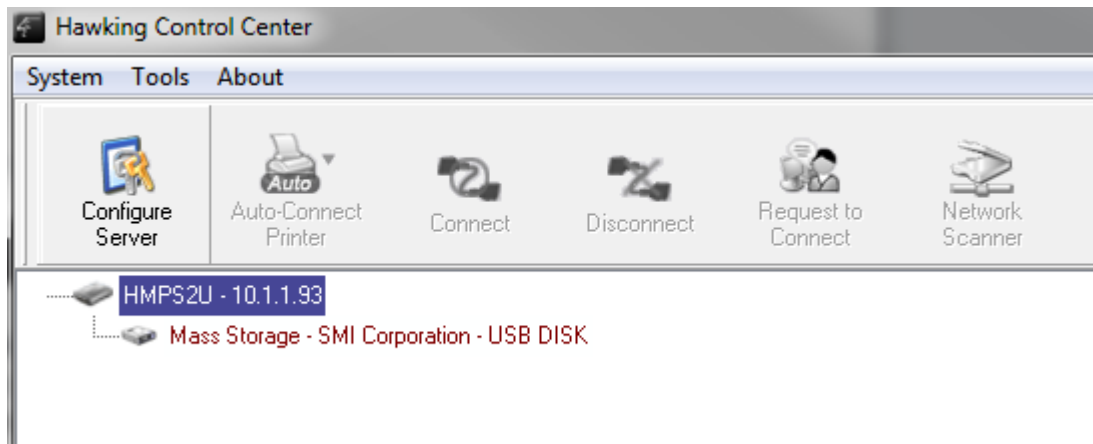 Hawking Control Center
System Tools About
Configure Server
Auto
Auto-Connect Printer
Connect
Disconnect
Request to Connect
Network Scanner
HMPS2U - 10.1.1.93
Mass Storage - SMI Corporation - USB DISK